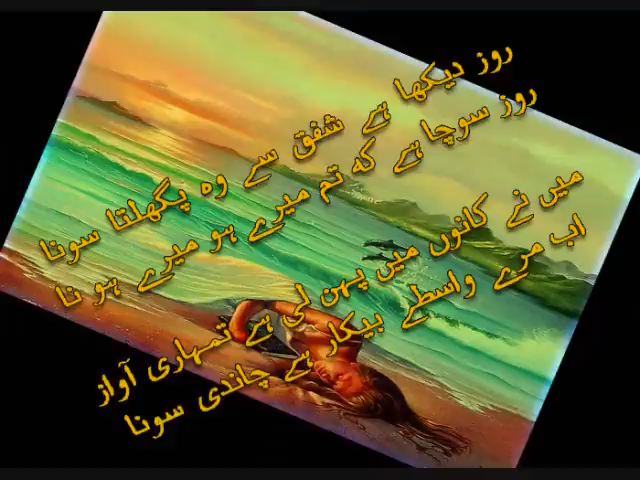 روز دیکھا ہے شفق سے وہ پگھلتا سونا
روز سوچا ہے کہ تم میرے ہو میرے ہو نا
میں نے کانوں میں پہن لی ہے تمہاری آواز
اب مرے واسطے بیکار ہے چاندی سونا